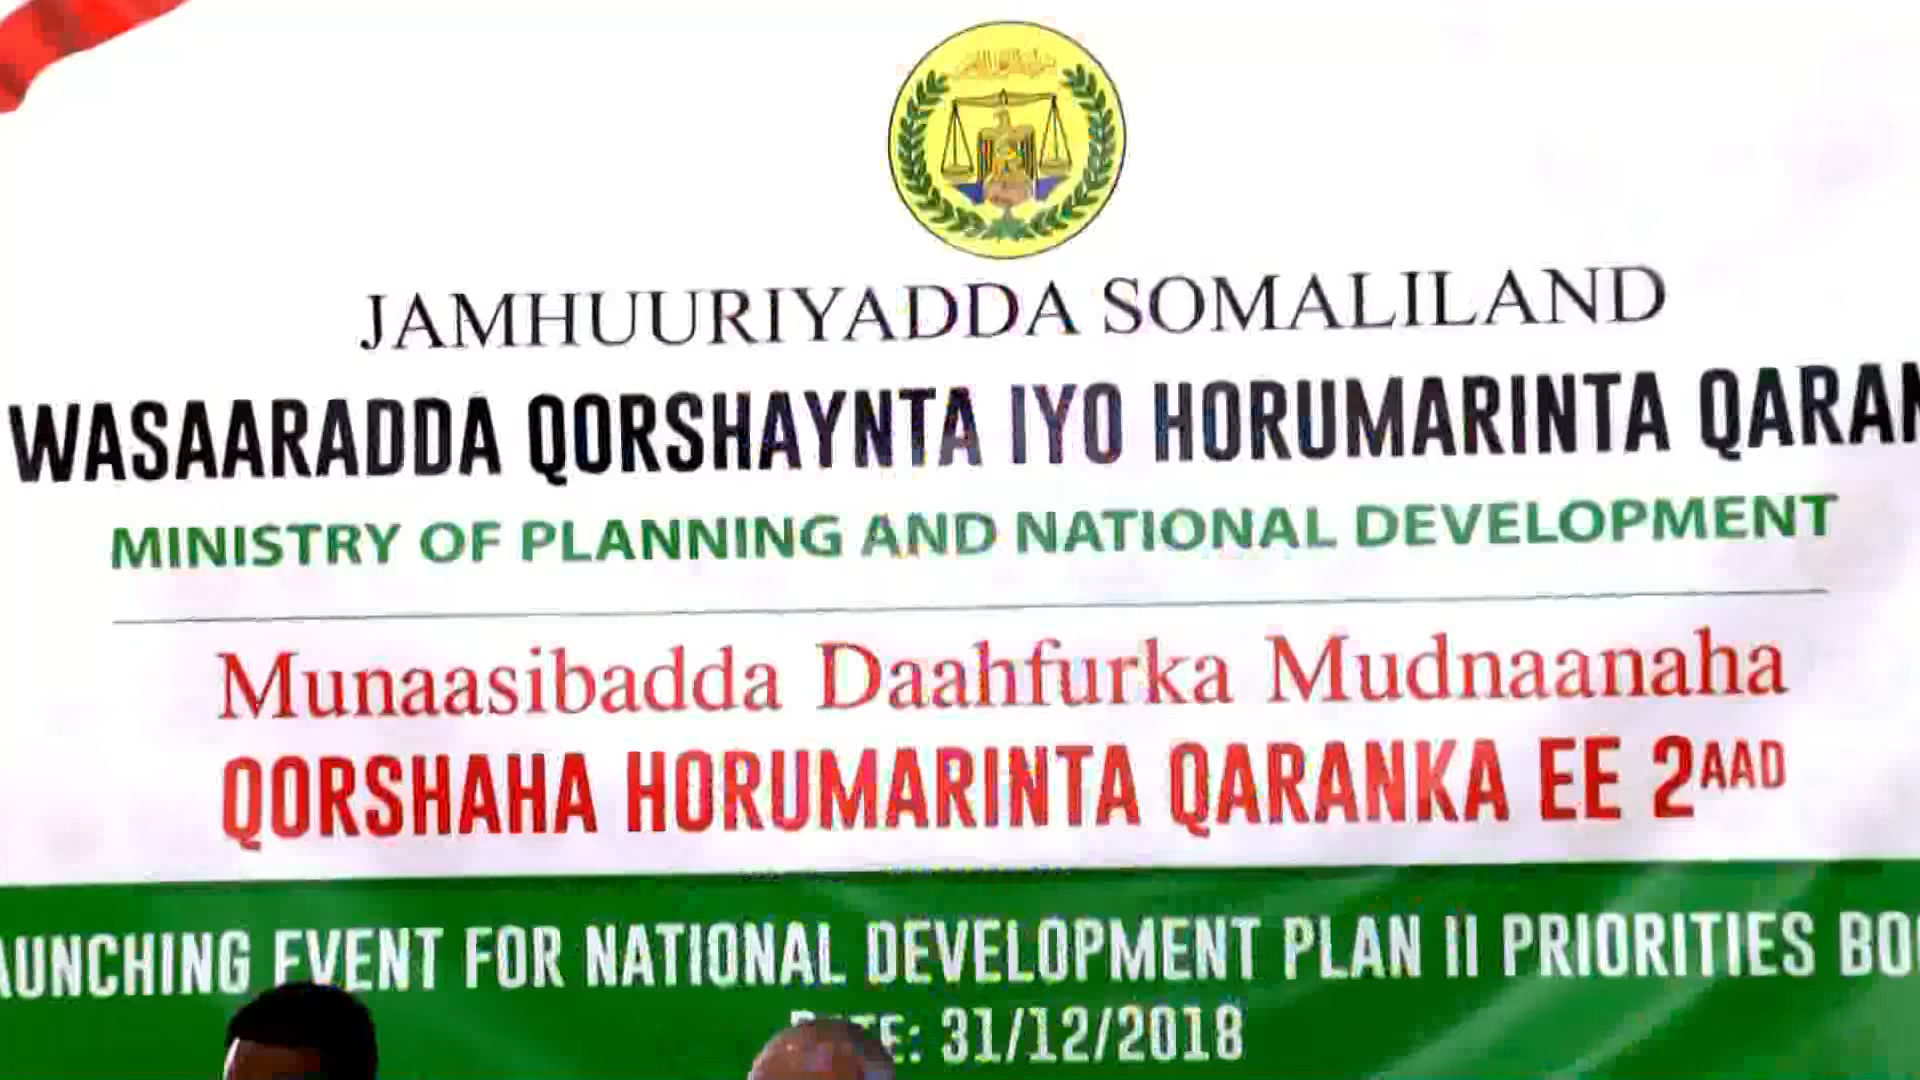 JAMHUURIYADDA SOMALILAND
WASAARADDA QORSHAYNTA IYO HORUMARINTA
MINISTRY OF PLANNING AND NATIONAL DEVELOPMENT
Munaasibadda Daahfurka Mudnaanaha
QORSHAHA HORUMARINTA QARANKA EE 2AAD
EVENT FOR NATIONAL DEVELOPMENT PLAN II PRIORITIES
31/12/2018